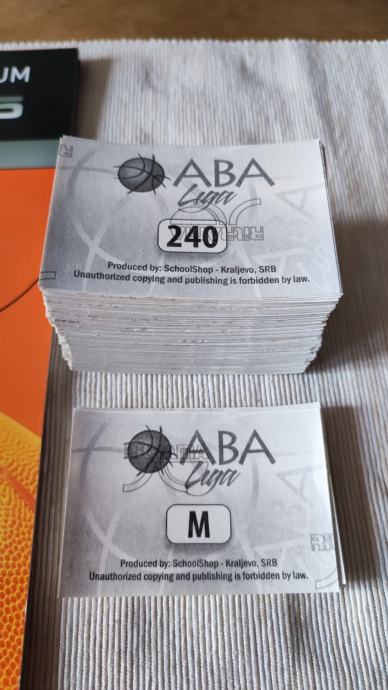 UM
ABA
Liga
240
Produced by: SchoolShop - Kraljevo, SRB
Unauthorized copying and publishing is forbidden by law.
ABA
Liga
M
Produced by: SchoolShop - Kraljevo, SRB
Unauthorized copying and publishing is forbidden by law.